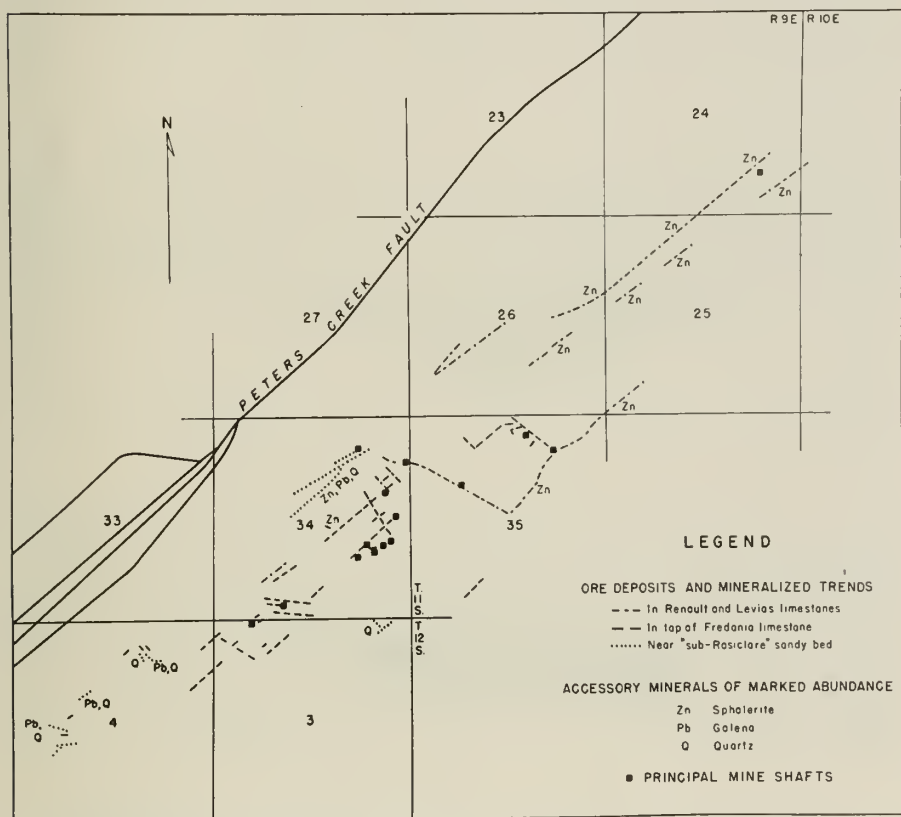 R9E R10E
23
24
N
Zn
Zn
PETERS CREEK FAULT
Zn
Zn
Zn
Zn
27
26
25
Zn
Zn
Zn, Pb, Q
Zn
33
34
Zn
35
LEGEND
ORE DEPOSITS AND MINERALIZED TRENDS
In Renault and Levias limestones
In top of Fredonia limestone
Near "sub-Rosiclare" sandy bed
T.
11
S.
T
12
S.
Q
Q Pb,Q
Pb,Q
Pb,
Q
4
3
ACCESSORY MINERALS OF MARKED ABUNDANCE
Zn Sphalerite
Pb Galena
Q Quartz
PRINCIPAL MINE SHAFTS